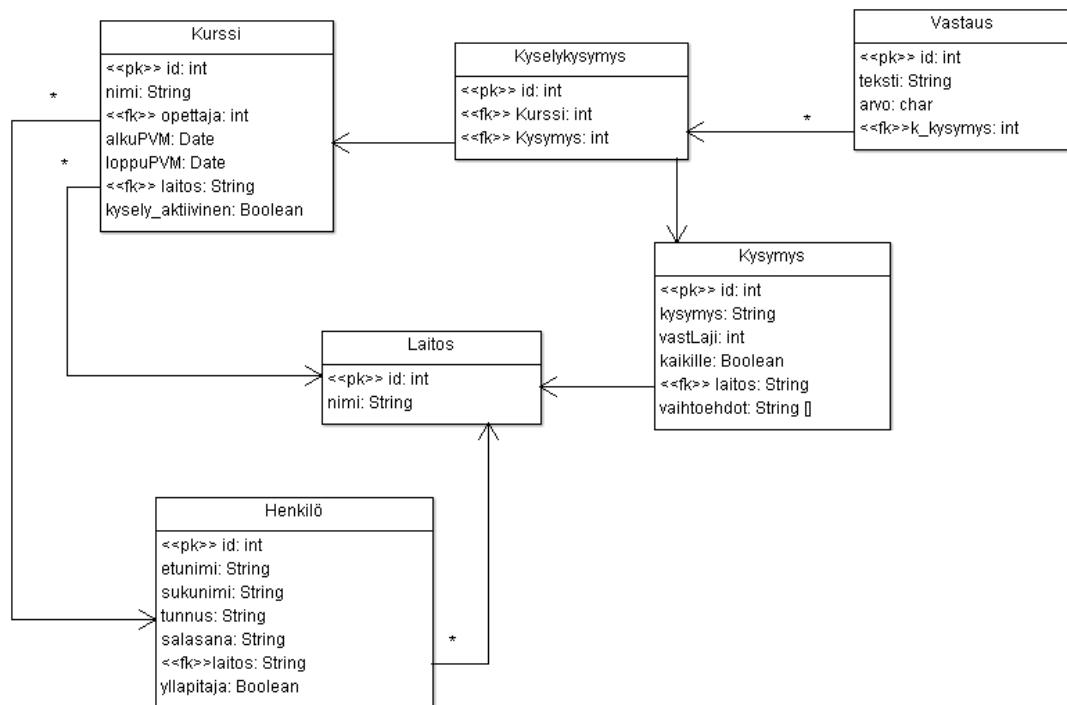 Kurssi
<<pk>> id: int
nimi: String
<<fk>> opettaja: int
alkuPVM: Date
loppuPVM: Date
<<fk>> laitos: String
kysely_aktiivinen: Boolean
*
*
Kyselykysymys
<<pk>> id: int
<<fk>> Kurssi: int
<<fk>> Kysymys: int
*
Vastaus
<<pk>> id: int
teksti: String
arvo: char
<<fk>>k_kysymys: int
Kysymys
<<pk>> id: int
kysymys: String
vastLaji: int
kaikille: Boolean
<<fk>> laitos: String
vaihtoehdot: String []
Laitos
<<pk>> id: int
nimi: String
Henkilö
<<pk>> id: int
etunimi: String
sukunimi: String
tunnus: String
salasana: String
<<fk>>laitos: String
yllapitaja: Boolean
*